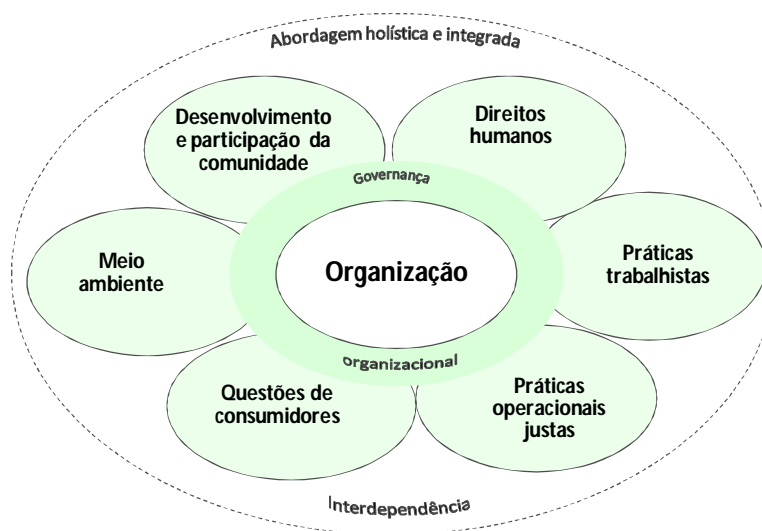 Abordagem holística e integrada
Desenvolvimento
e participação da
comunidade
Direitos
humanos
Governança
Meio
ambiente
Organização
Práticas
trabalhistas
organizacional
Questões de
consumidores
Práticas
operacionais
justas
Interdependência